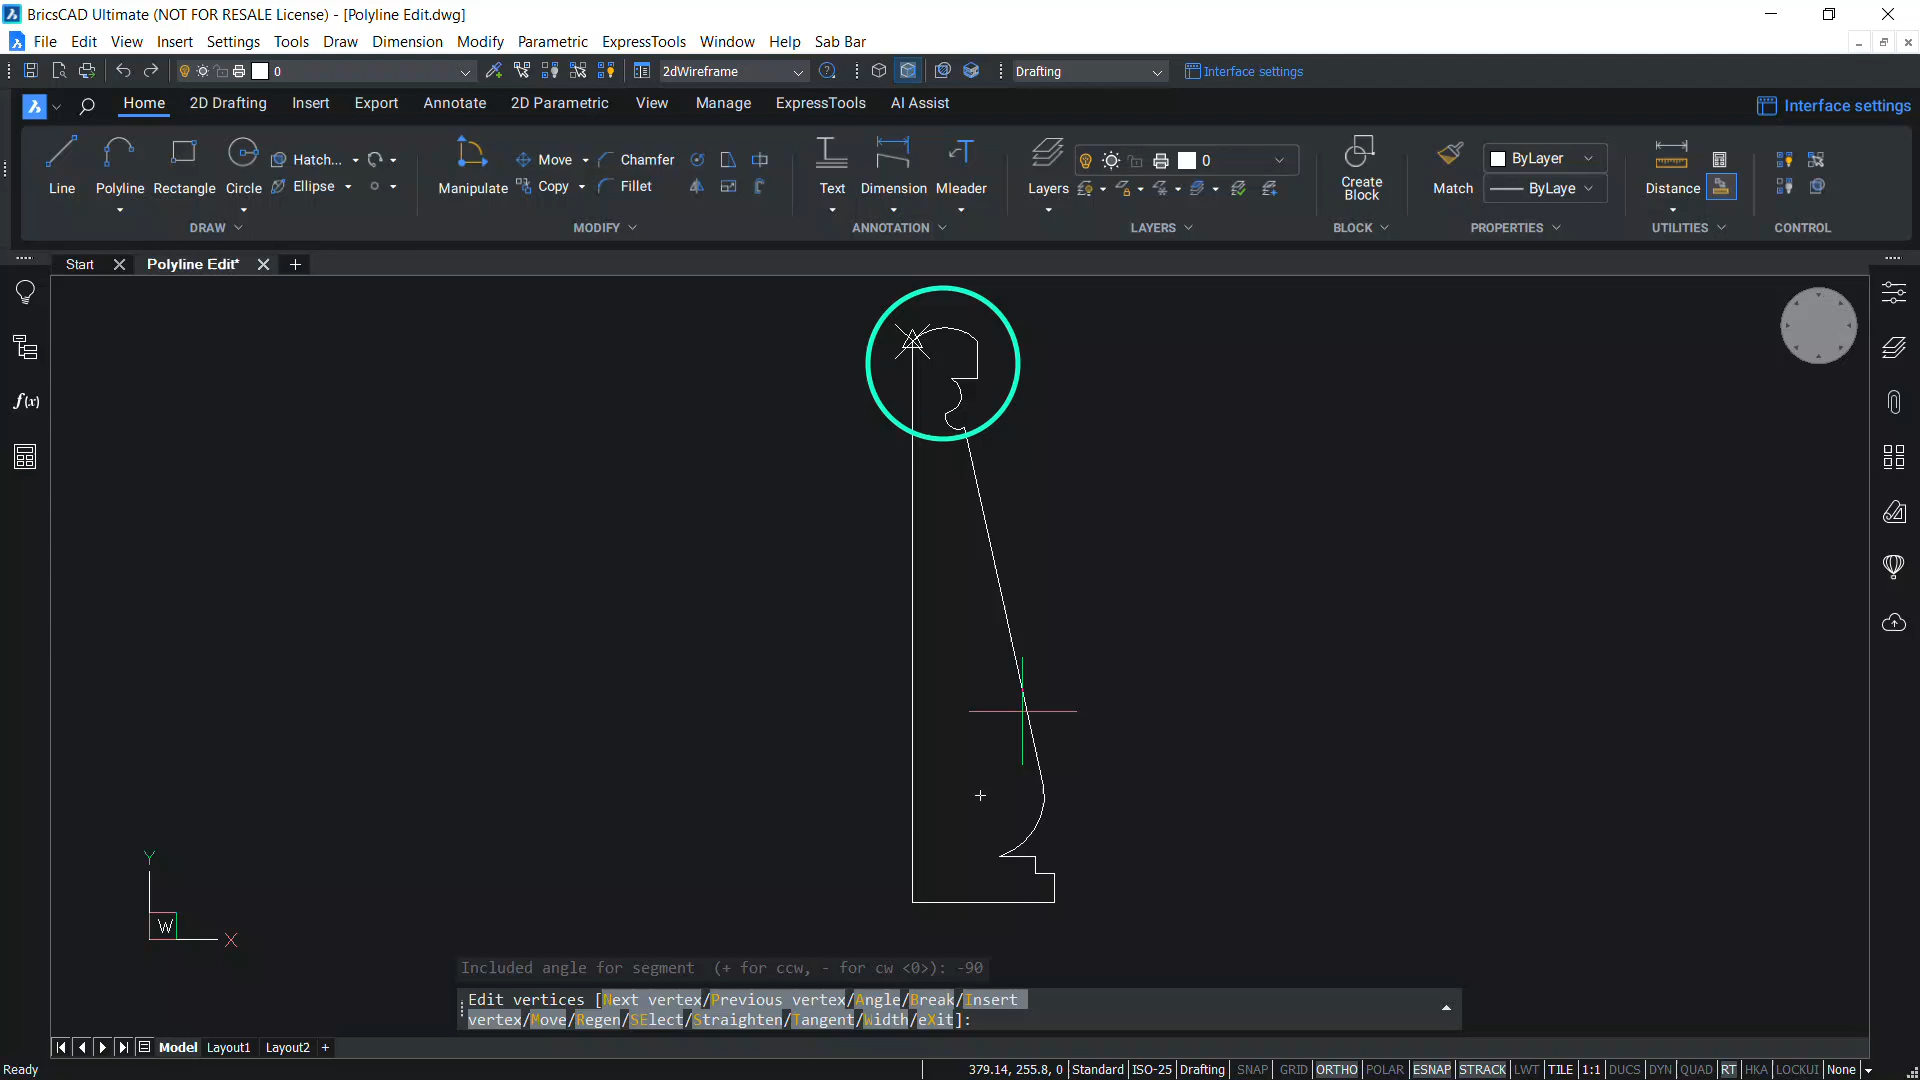 BricsCAD Ultimate (NOT FOR RESALE License) - [Polyline Edit.dwg]
File Edit View Insert Settings Tools Draw Dimension Modify Parametric ExpressTools Window Help Sab Bar
0 2dWireframe Drafting Interface settings
Home 2D Drafting Insert Export Annotate 2D Parametric View Manage ExpressTools AI Assist Interface settings
Hatch... Move Chamfer 0 ByLayer
Line Polyline Rectangle Circle Ellipse Manipulate Copy Fillet Text Dimension Mleader Layers Create Block Match ByLaye Distance
DRAW MODIFY ANNOTATION LAYERS BLOCK PROPERTIES UTILITIES CONTROL
Start Polyline Edit*
f(x)
Y
W
X
Included angle for segment (+ for ccw, - for cw <0>): -90
Edit vertices [Next vertex/Previous vertex/Angle/Break/Insert
vertex/Move/Regen/SElect/Straighten/Tangent/Width/eXit]:
Model Layout1 Layout2 +
Ready 379.14, 255.8, 0 Standard ISO-25 Drafting SNAP GRID ORTHO POLAR ESNAP STRACK LWT TILE 1:1 DUCS DYN QUAD RT HKA LOCKUI None